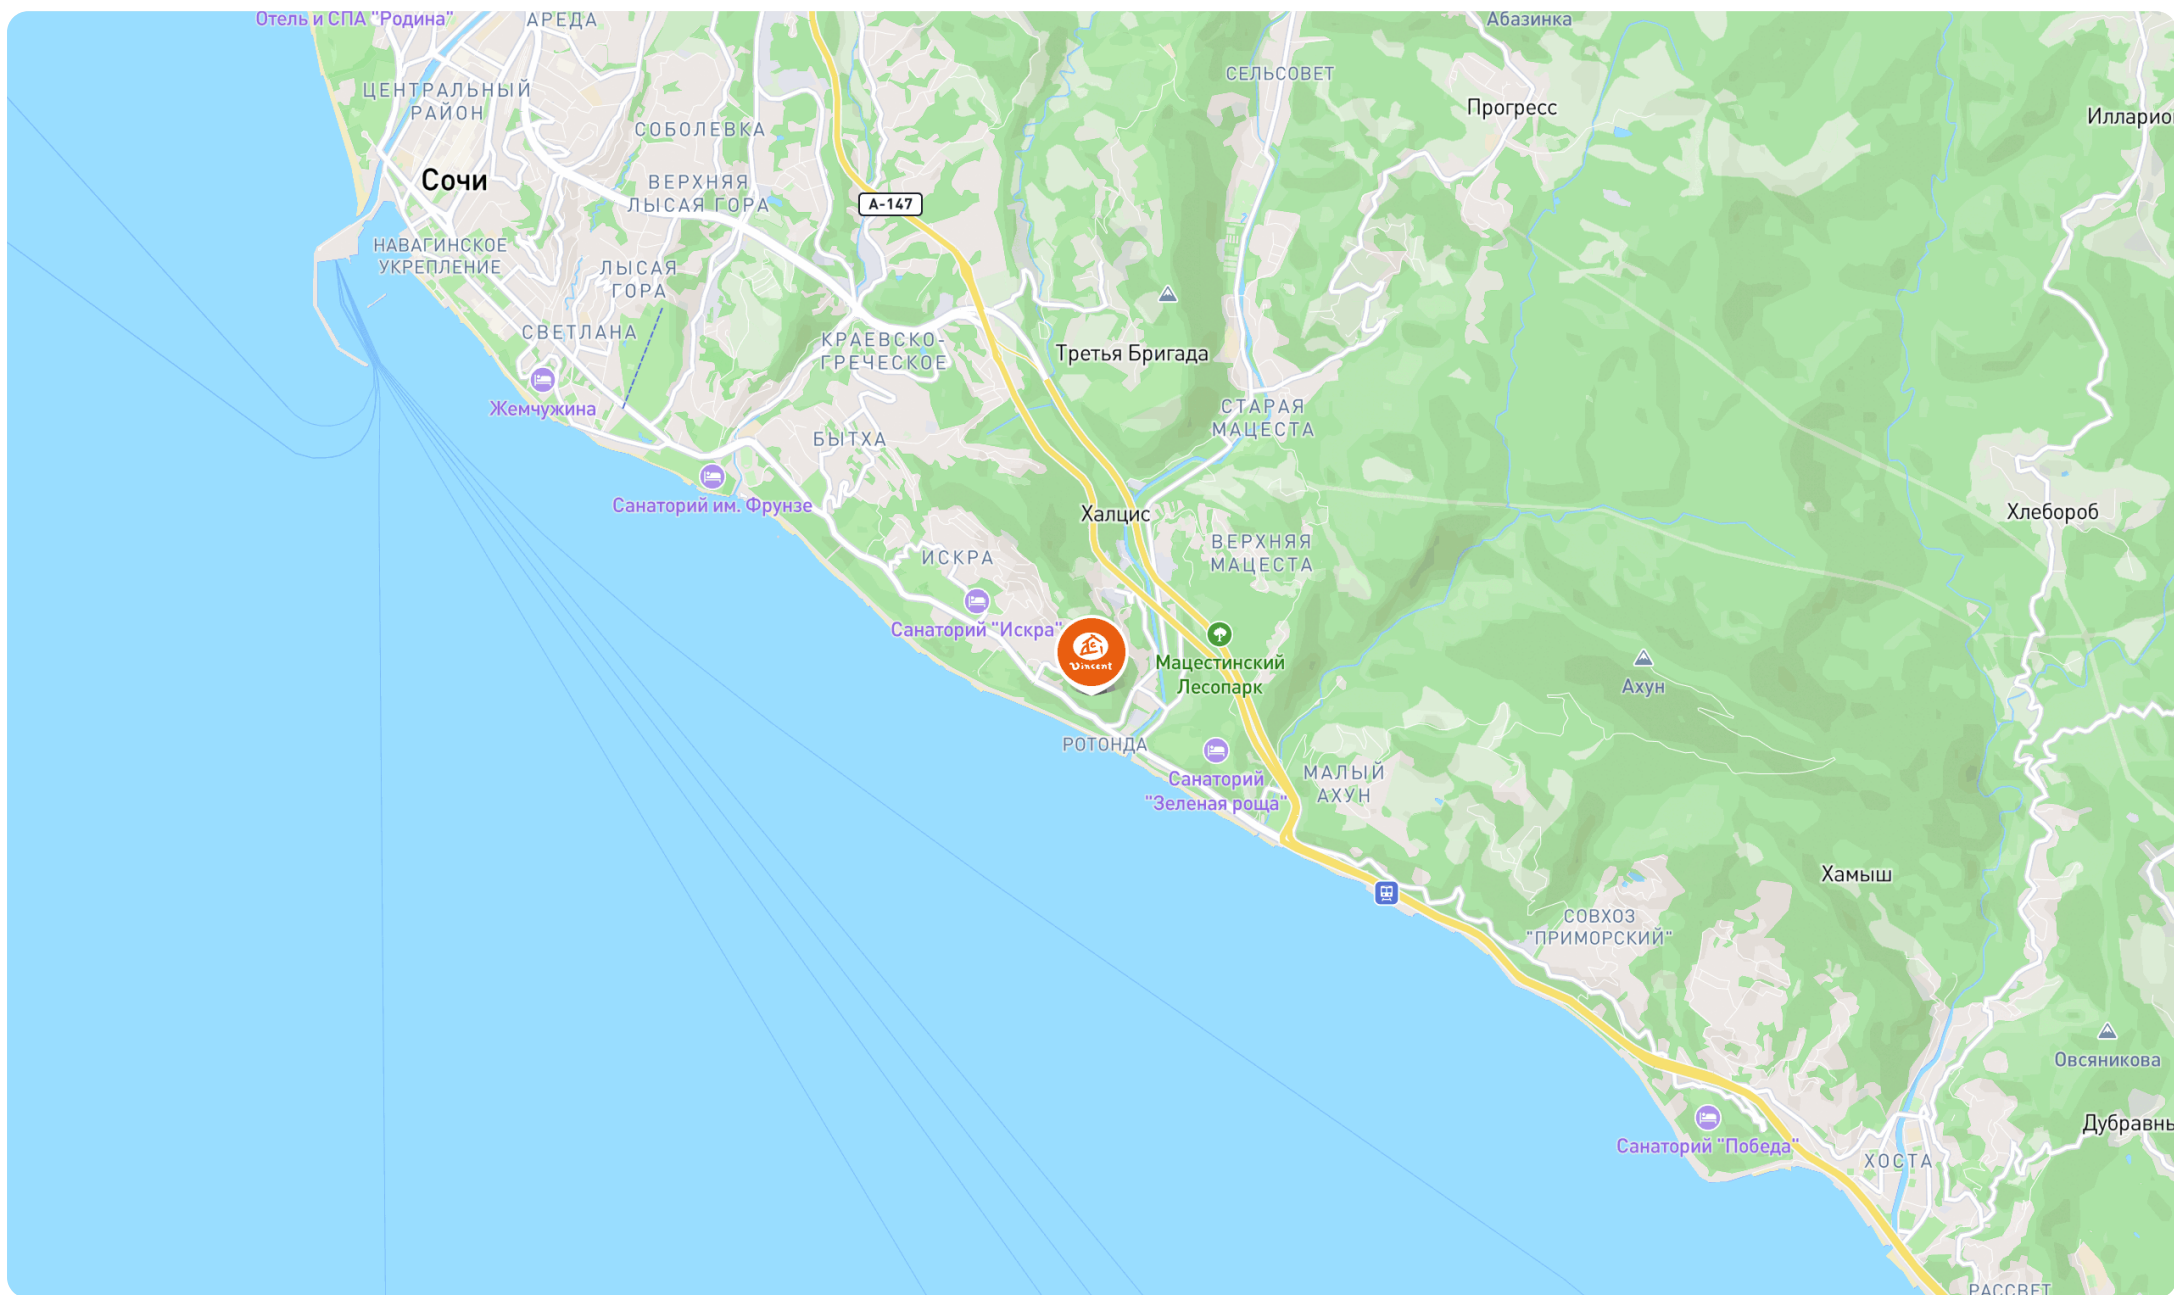 Отель и СПА "Родина"
АРЕДА
Абазинка
СЕЛЬСОВЕТ
ЦЕНТРАЛЬНЫЙ
РАЙОН
Прогресс
СОБОЛЕВКА
Сочи
ВЕРХНЯЯ
ЛЫСАЯ ГОРА
A-147
2
НАВАГИНСКОЕ
УКРЕПЛЕНИЕ
ЛЫСАЯ
ГОРА
СВЕТЛАНА
КРАЕВСКО-
ГРЕЧЕСКОЕ
Третья Бригада
Жемчужина
СТАРАЯ
МАЦЕСТА
БЫТХА
Санаторий им. Фрунзе
Халцис
Хлебороб
ИСКРА
ВЕРХНЯЯ
МАЦЕСТА
Санаторий "Искра"
Vincent
Мацестинский
Лесопарк
Ахун
РОТОНДА
Санаторий
"Зеленая роща"
МАЛЫЙ
АХУН
Хамыш
СОВХОЗ
"ПРИМОРСКИЙ"
Овсяникова
Санаторий "Победа"
ХОСТА
РАССВЕТ